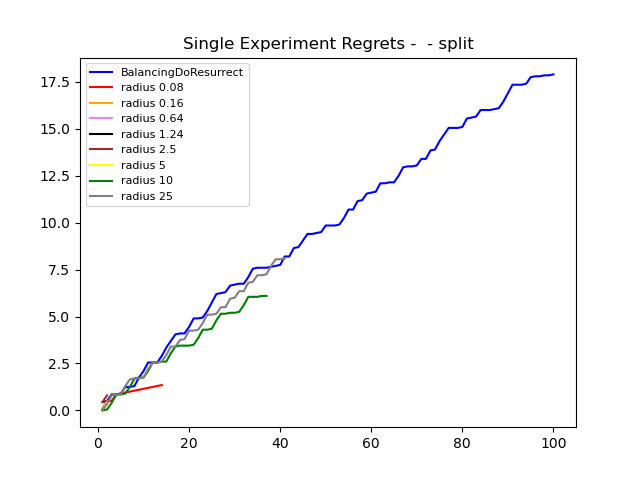 Single Experiment Regrets -  - split
BalancingDoResurrect
radius 0.08
radius 0.16
radius 0.64
radius 1.24
radius 2.5
radius 5
radius 10
radius 25
17.5
15.0
12.5
10.0
7.5
5.0
2.5
0.0
0 20 40 60 80 100